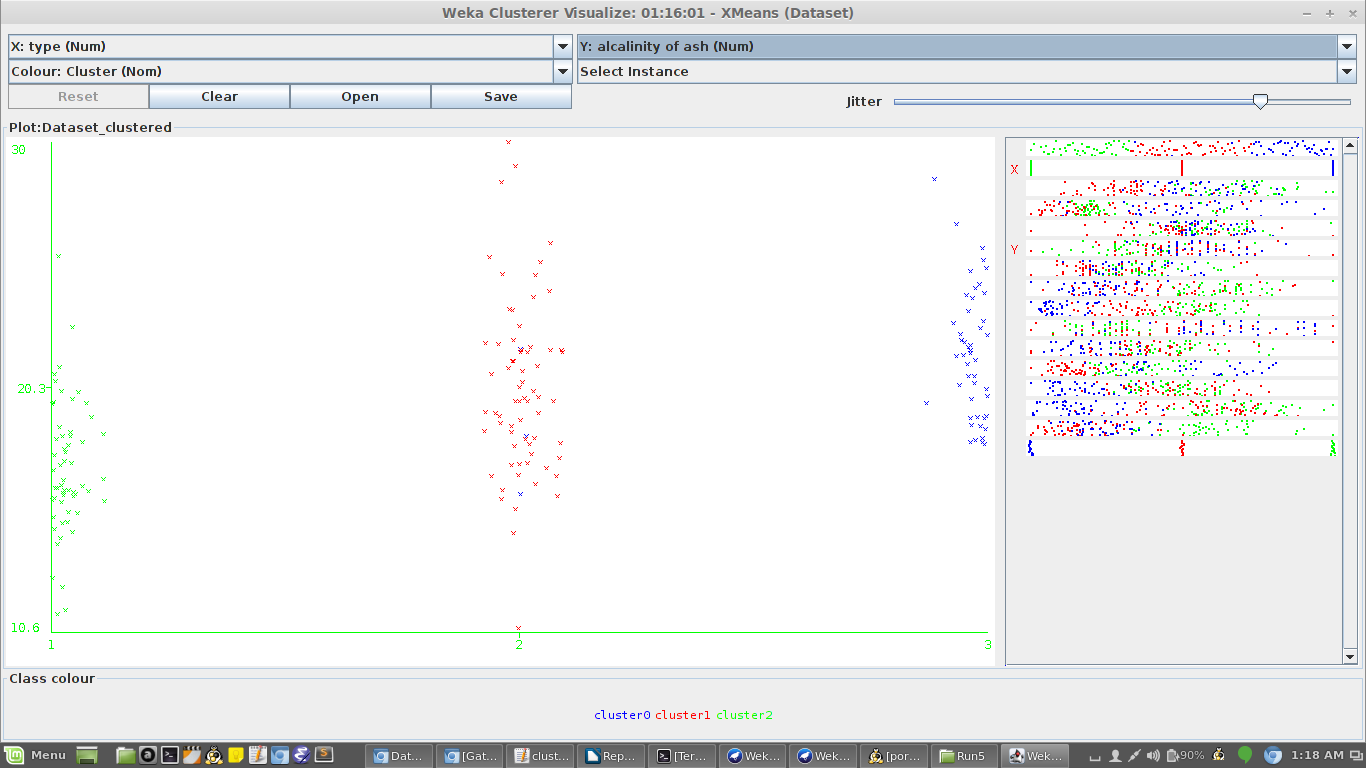 Weka Clusterer Visualize: 01:16:01 - XMeans (Dataset)
X: type (Num) Y: alcalinity of ash (Num)
Colour: Cluster (Nom) Select Instance
Reset Clear Open Save Jitter
Plot:Dataset_clustered
30
20.3
10.6
1 2 3
X
Y
Class colour
cluster0 cluster1 cluster2
Menu Dat... [Gat... clust... Rep... [Ter... Wek... Wek... [por... Run5 Wek... 90% 1:18 AM